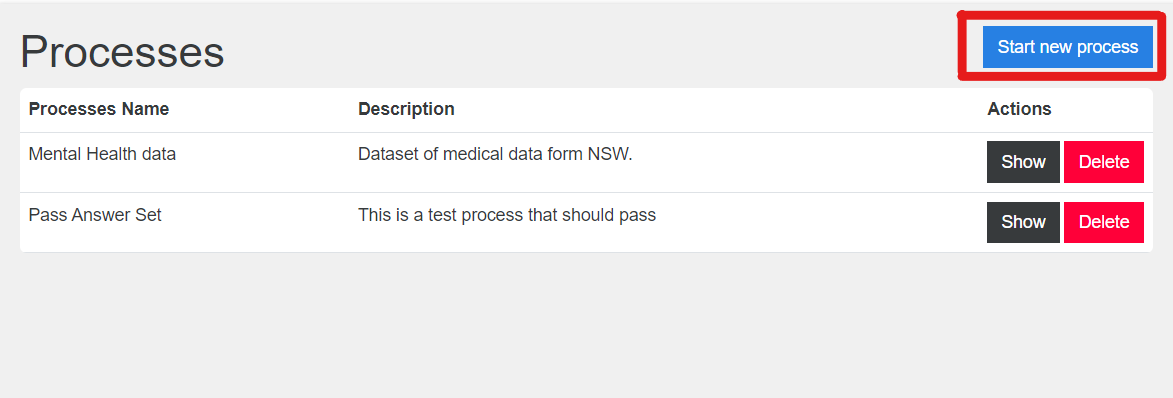 Processes
Start new process
Processes Name Description Actions
Mental Health data Dataset of medical data form NSW. Show Delete
Pass Answer Set This is a test process that should pass Show Delete